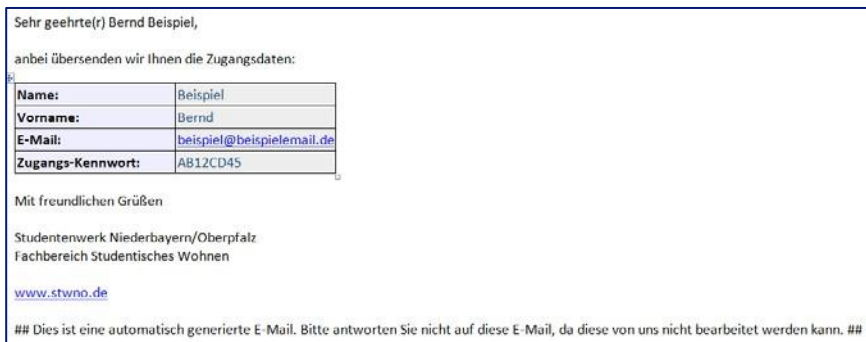 Sehr geehrte(r) Bernd Beispiel,
anbei übersenden wir Ihnen die Zugangsdaten:
Name: Beispiel
Vorname: Bernd
E-Mail: beispiel@beispielemail.de
Zugangs-Kennwort: AB12CD45
Mit freundlichen Grüßen
Studentenwerk Niederbayern/Oberpfalz
Fachbereich Studentisches Wohnen
www.stwno.de
## Dies ist eine automatisch generierte E-Mail. Bitte antworten Sie nicht auf diese E-Mail, da diese von uns nicht bearbeitet werden kann. ##